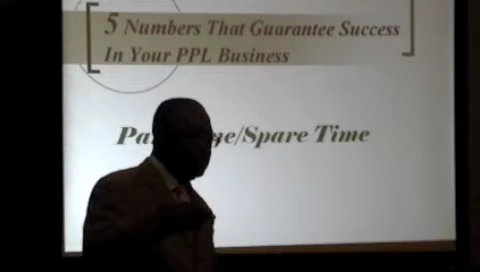 5 Numbers That Guarantee Success
In Your PPL Business
/Spare Time